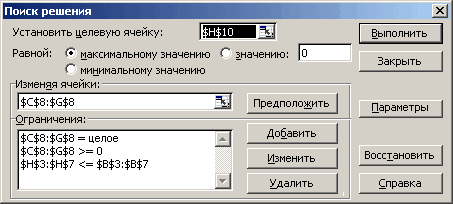 Поиск решения
Установить целевую ячейку: $H$10 Выполнить
Равной: максимальному значению значению: 0 Закрыть
минимальному значению
Изменяя ячейки:
$C$8:$G$8 Предположить Параметры
Ограничения:
$C$8:$G$8 = целое Добавить
$C$8:$G$8 >= 0
$H$3:$H$7 <= $B$3:$B$7 Изменить Восстановить
Удалить Справка